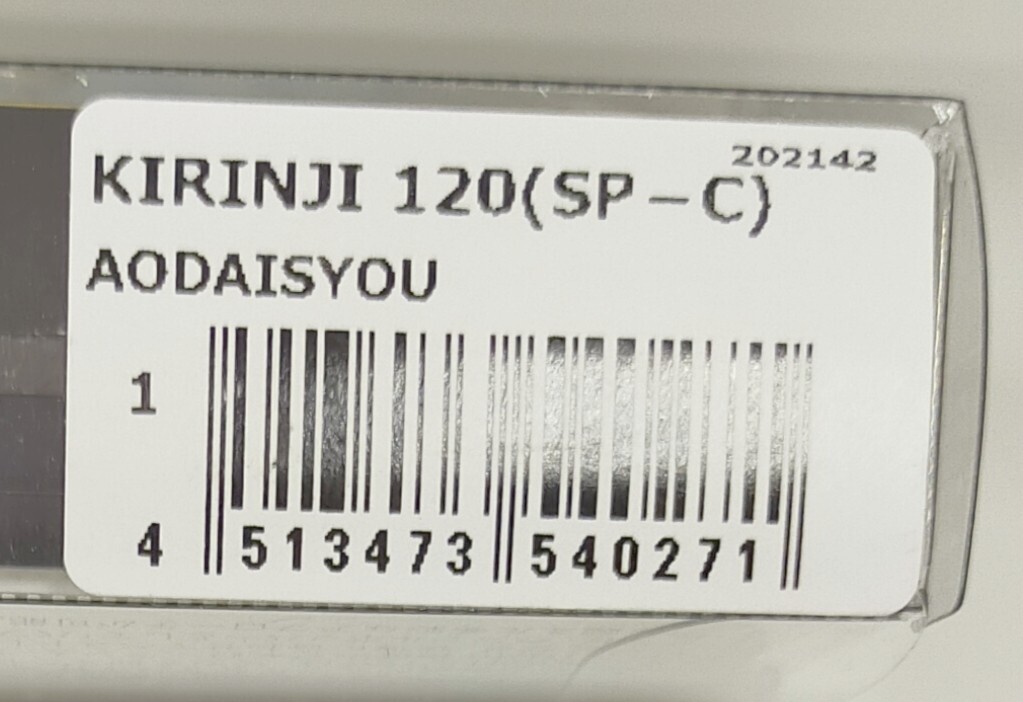 202142
KIRINJI 120(SP-C)
AODAISYOU
1
4 513473 540271